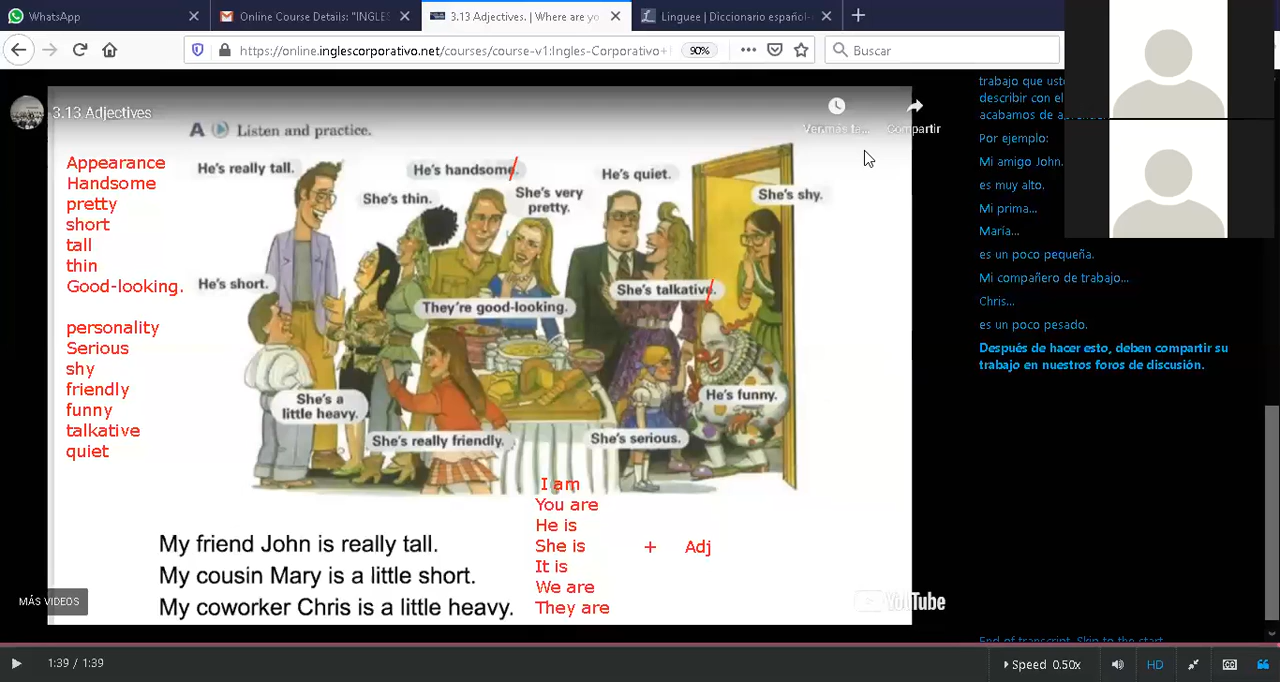 WhatsApp
Online Course Details: "INGLES
3.13 Adjectives. | Where are yo
Linguee | Diccionario español-
https://online.inglescorporativo.net/courses/course-v1:Ingles-Corporativo+
90%
Buscar
3.13 Adjectives
Compartir
A Listen and practice.
Appearance
Handsome
pretty
short
tall
thin
Good-looking.
personality
Serious
shy
friendly
funny
talkative
quiet
He's really tall.
He's handsome.
She's thin.
She's very
pretty.
He's quiet.
She's shy.
He's short.
They're good-looking.
She's talkative.
She's a
little heavy.
She's really friendly.
She's serious.
He's funny.
I am
You are
He is
She is
It is
We are
They are
+ Adj
My friend John is really tall.
My cousin Mary is a little short.
My coworker Chris is a little heavy.
MÁS VIDEOS
YouTube
trabajo que
describir con el
Por ejemplo:
Mi amigo John.
es muy alto.
Mi prima...
Maria...
es un poco pequeña.
Mi compañero de trabajo...
Chris...
es un poco pesado.
Después de hacer esto, deben compartir su
trabajo en nuestros foros de discusión.
End of transcript. Skip to the start.
1:39 / 1:39
Speed 0.50x
HD